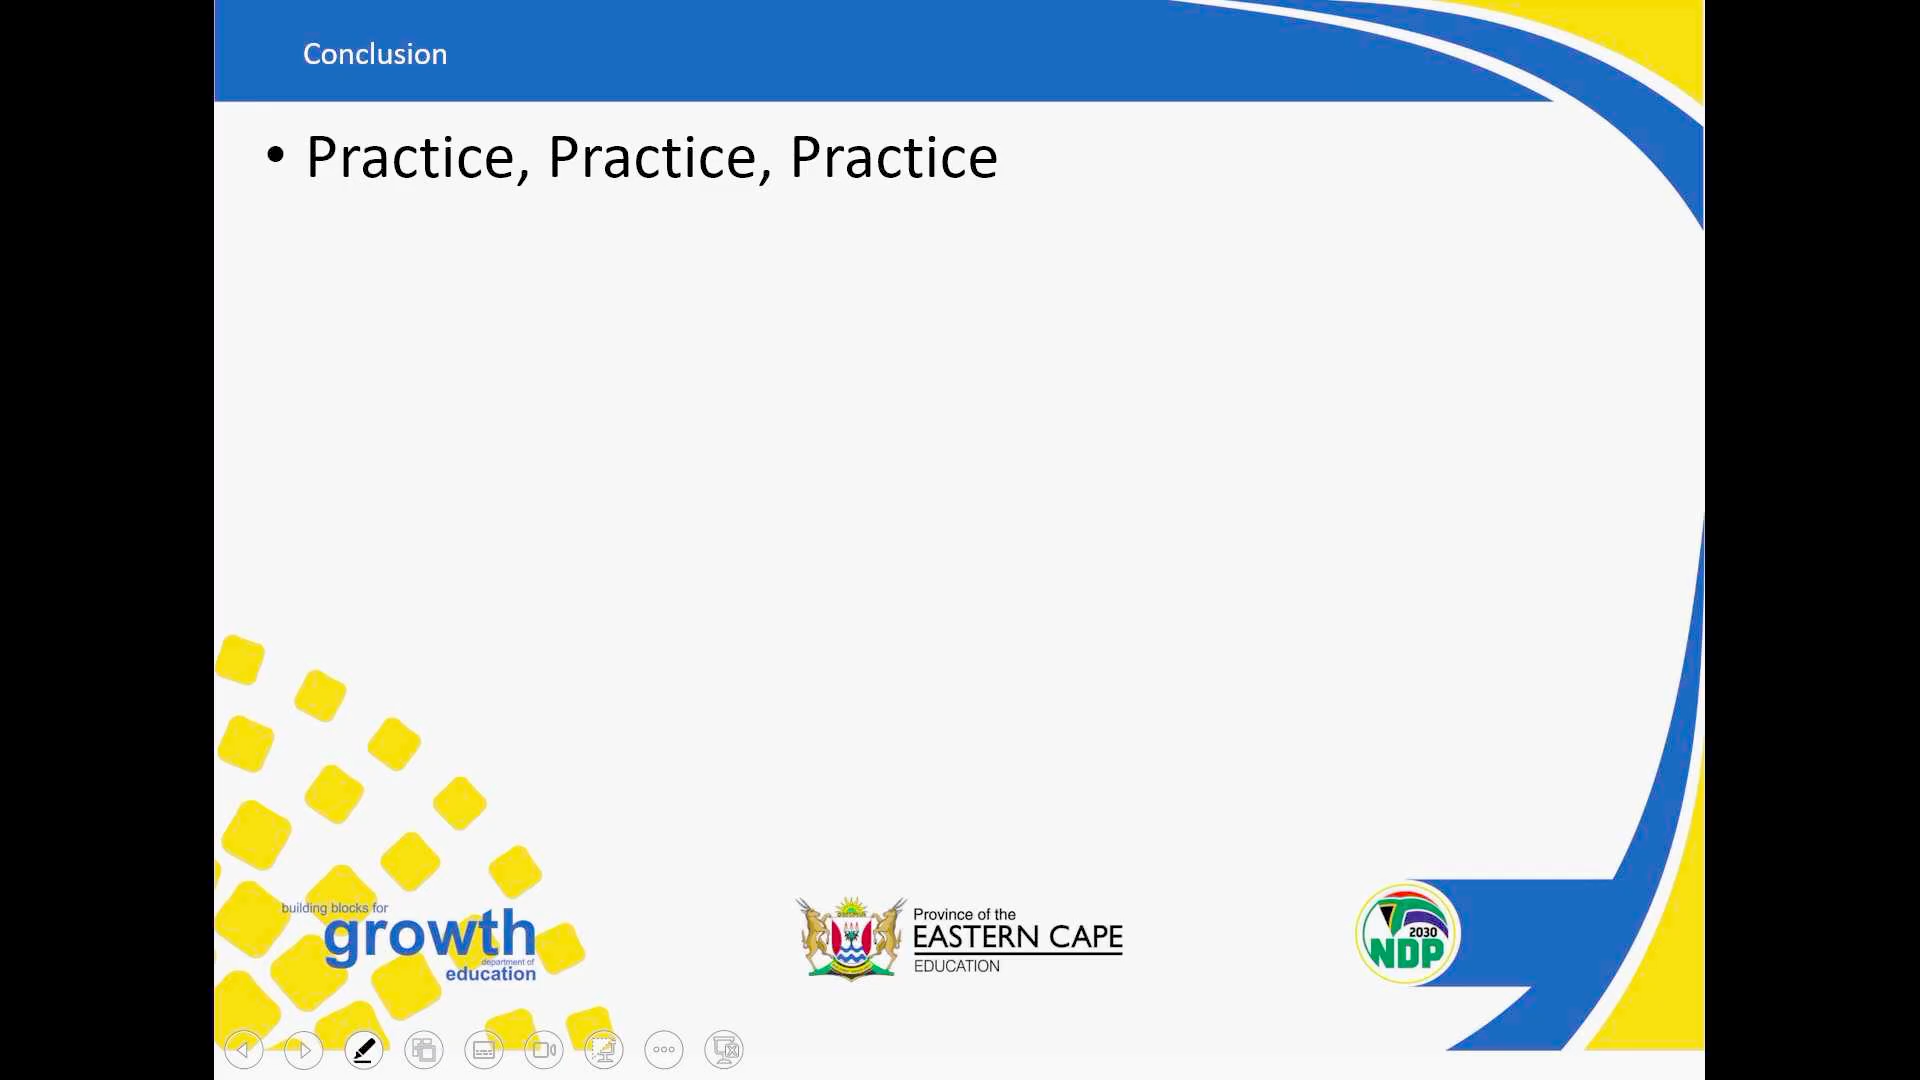 Conclusion
• Practice, Practice, Practice
building blocks for
growth
department of
education
Province of the
EASTERN CAPE
EDUCATION
2030
NDP